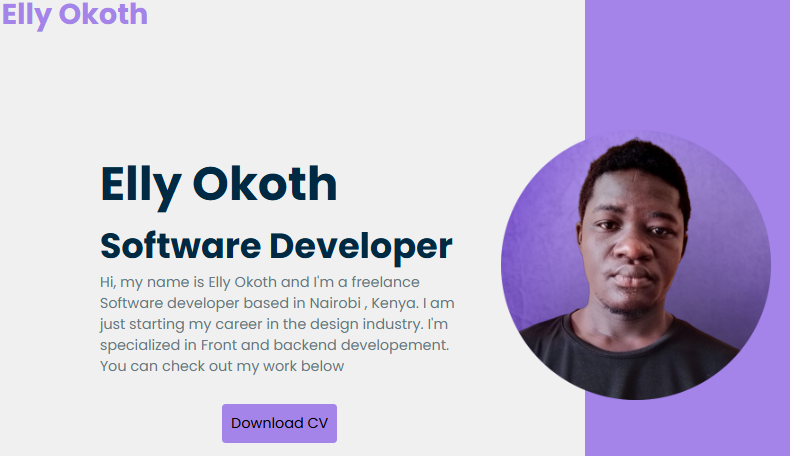 Elly Okoth
Elly Okoth
Software Developer
Hi, my name is Elly Okoth and I'm a freelance
Software developer based in Nairobi , Kenya. I am
just starting my career in the design industry. I'm
specialized in Front and backend developement.
You can check out my work below
Download CV